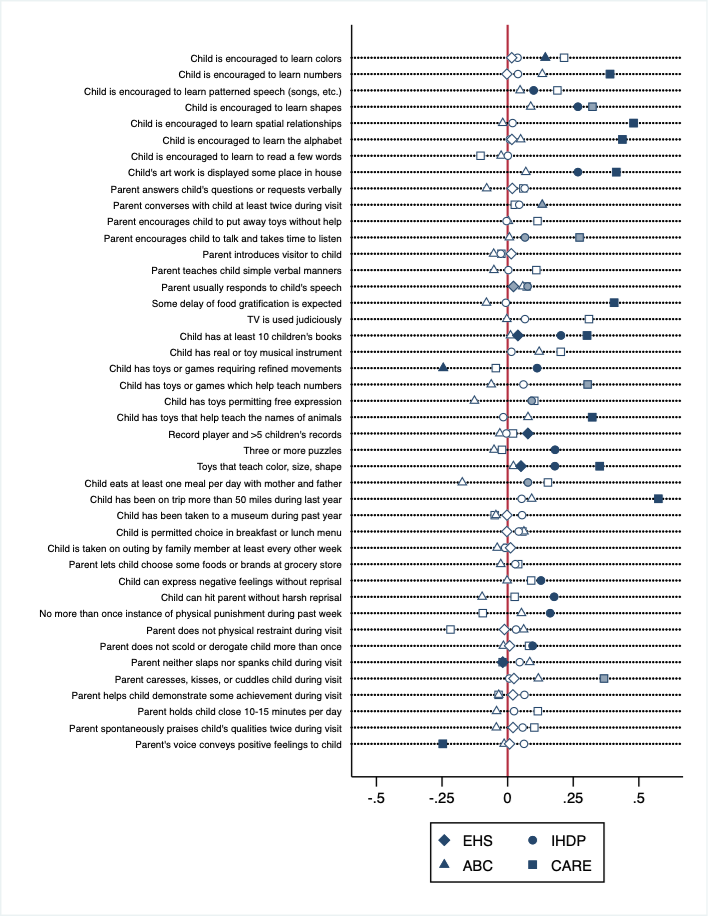 Child is encouraged to learn colors
Child is encouraged to learn numbers
Child is encouraged to learn patterned speech (songs, etc.)
Child is encouraged to learn shapes
Child is encouraged to learn spatial relationships
Child is encouraged to learn the alphabet
Child is encouraged to learn to read a few words
Child's art work is displayed some place in house
Parent answers child's questions or requests verbally
Parent converses with child at least twice during visit
Parent encourages child to put away toys without help
Parent encourages child to talk and takes time to listen
Parent introduces visitor to child
Parent teaches child simple verbal manners
Parent usually responds to child's speech
Some delay of food gratification is expected
TV is used judiciously
Child has at least 10 children's books
Child has real or toy musical instrument
Child has toys or games requiring refined movements
Child has toys or games which help teach numbers
Child has toys permitting free expression
Child has toys that help teach the names of animals
Record player and >5 children's records
Three or more puzzles
Toys that teach color, size, shape
Child eats at least one meal per day with mother and father
Child has been on trip more than 50 miles during last year
Child has been taken to a museum during past year
Child is permitted choice in breakfast or lunch menu
Child is taken on outing by family member at least every other week
Parent lets child choose some foods or brands at grocery store
Child can express negative feelings without reprisal
Child can hit parent without harsh reprisal
No more than once instance of physical punishment during past week
Parent does not physical restraint during visit
Parent does not scold or derogate child more than once
Parent neither slaps nor spanks child during visit
Parent caresses, kisses, or cuddles child during visit
Parent helps child demonstrate some achievement during visit
Parent holds child close 10-15 minutes per day
Parent spontaneously praises child's qualities twice during visit
Parent's voice conveys positive feelings to child
-.5 -.25 0 .25 .5
EHS IHDP
ABC CARE